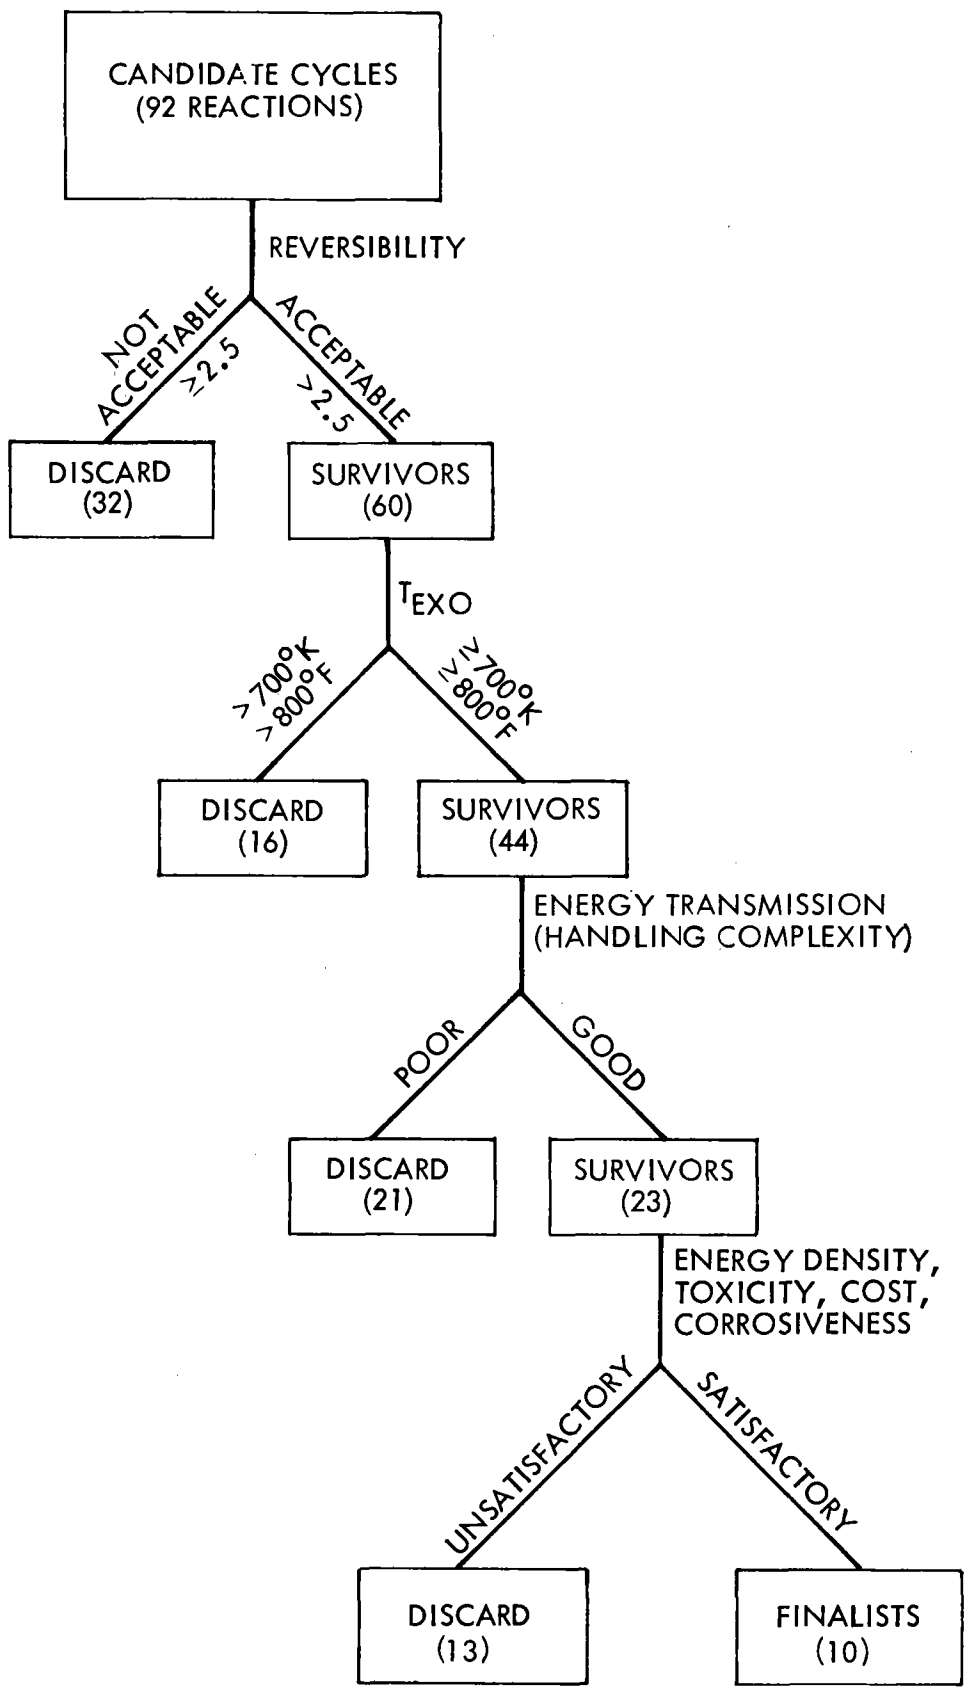 CANDIDATE CYCLES
(92 REACTIONS)
REVERSIBILITY
NOT
ACCEPTABLE
≥2.5
ACCEPTABLE
>2.5
DISCARD
(32)
SURVIVORS
(60)
TEXO
>700°K
>800°F
≥700°K
≥800°F
DISCARD
(16)
SURVIVORS
(44)
ENERGY TRANSMISSION
(HANDLING COMPLEXITY)
POOR
GOOD
DISCARD
(21)
SURVIVORS
(23)
ENERGY DENSITY,
TOXICITY, COST,
CORROSIVENESS
UNSATISFACTORY
SATISFACTORY
DISCARD
(13)
FINALISTS
(10)